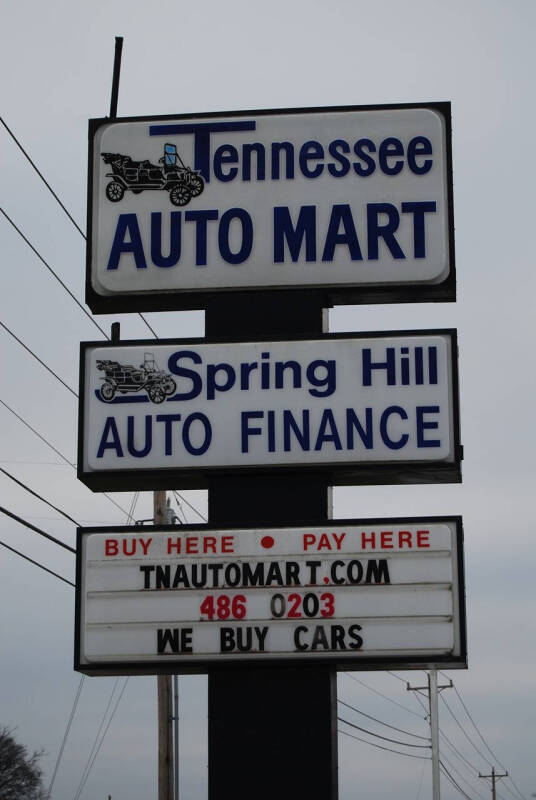 Tennessee
AUTO MART
Spring Hill
AUTO FINANCE
BUY HERE • PAY HERE
TNAUTOMART.COM
486 0203
WE BUY CARS